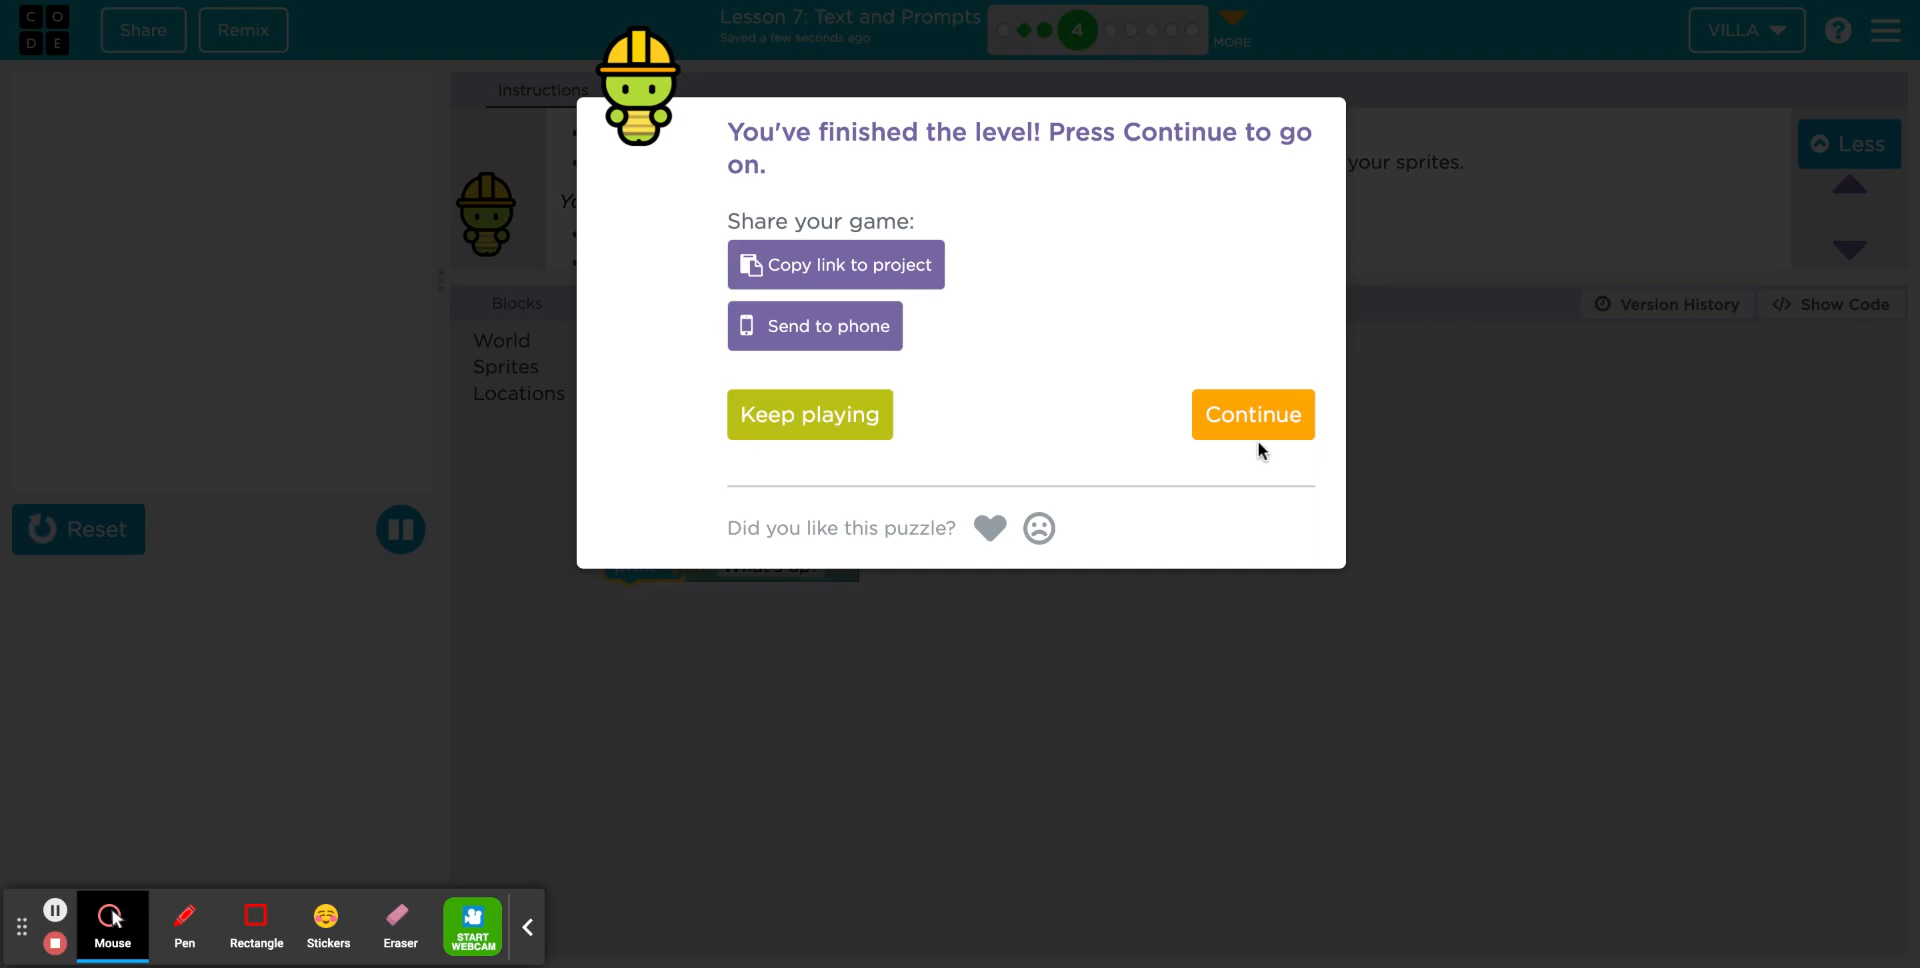 C O
D E
Share
Remix
Lesson 7: Text and Prompts
Saved a few seconds ago
4
MORE
VILLA
?
Instructions
You've finished the level! Press Continue to go
on.
your sprites.
Less
Share your game:
Copy link to project
Send to phone
Blocks
Version History
</> Show Code
World
Sprites
Locations
Keep playing
Continue
Reset
Did you like this puzzle?
What's up?
Mouse
Pen
Rectangle
Stickers
Eraser
START
WEBCAM